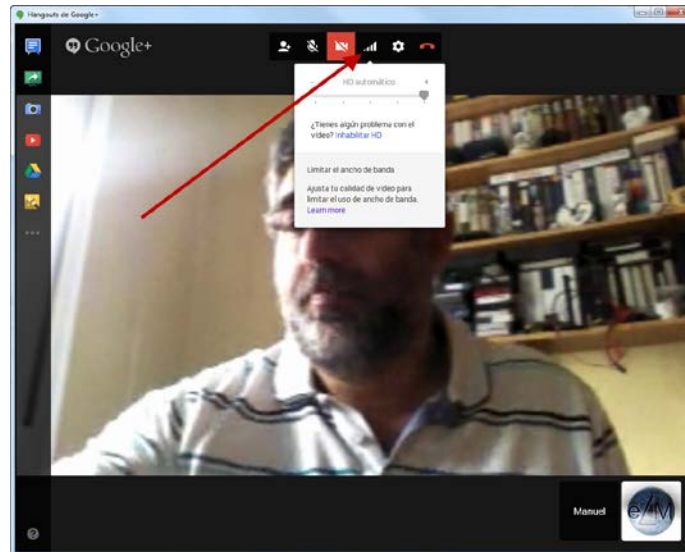 Hangouts de Google+
Google+
- HD automático +
¿Tienes algún problema con el
vídeo? Inhabilitar HD
Limitar el ancho de banda
Ajusta tu calidad de vídeo para
limitar el uso de ancho de banda.
Learn more
Manuel
e/M